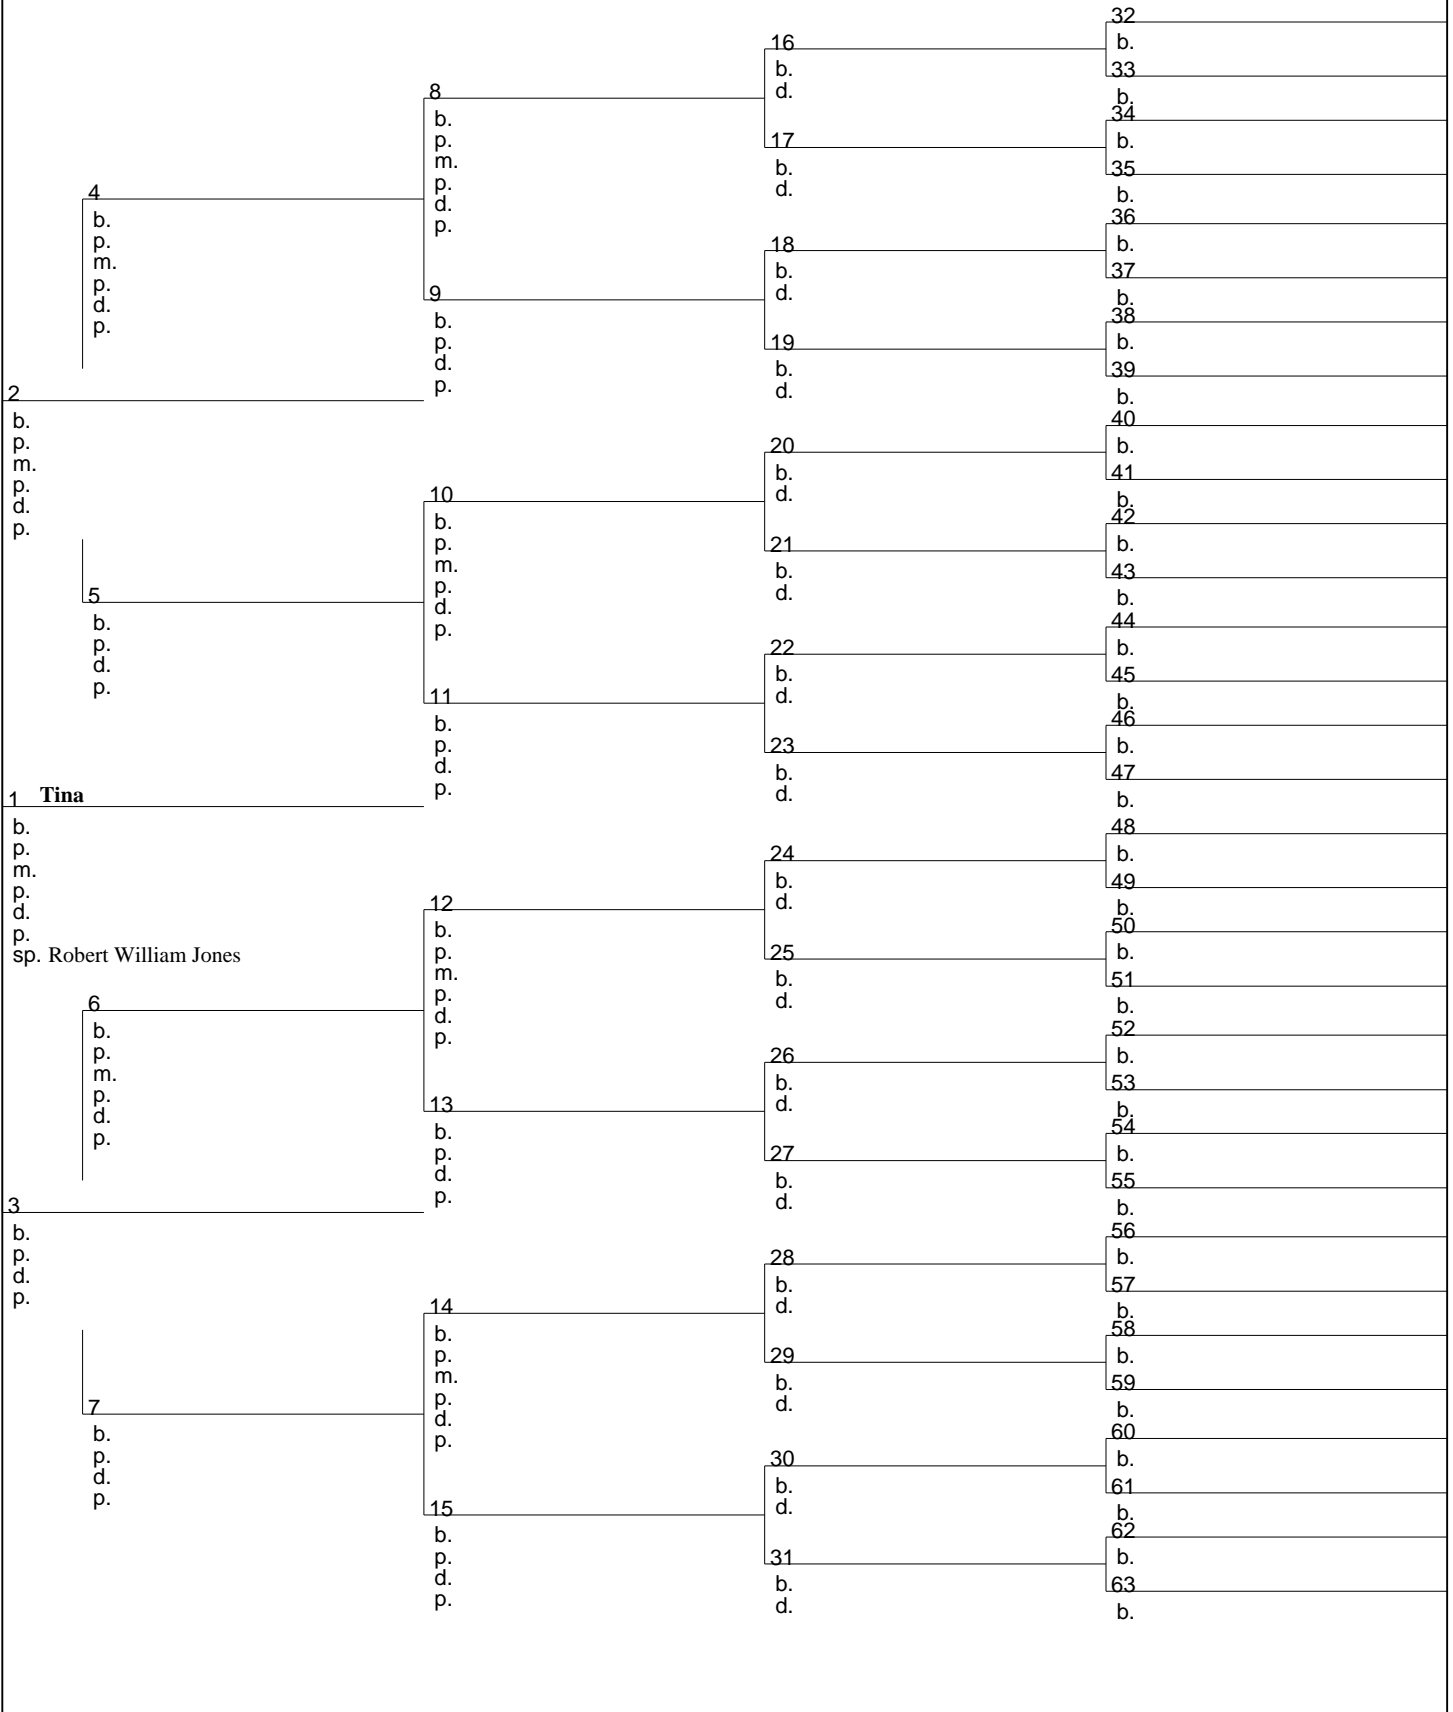 32
b.
33
b.
16
b.
d.
34
b.
35
b.
17
b.
d.
8
b.
p.
m.
p.
d.
p.
36
b.
37
b.
18
b.
d.
38
b.
39
b.
19
b.
d.
9
b.
p.
d.
p.
4
b.
p.
m.
p.
d.
p.
2
b.
p.
m.
p.
d.
p.
40
b.
41
b.
20
b.
d.
42
b.
43
b.
21
b.
d.
10
b.
p.
m.
p.
d.
p.
44
b.
45
b.
22
b.
d.
46
b.
47
b.
23
b.
d.
11
b.
p.
d.
p.
5
b.
p.
d.
p.
1 Tina
b.
p.
m.
p.
d.
p.
sp. Robert William Jones
48
b.
49
b.
24
b.
d.
50
b.
51
b.
25
b.
d.
12
b.
p.
m.
p.
d.
p.
52
b.
53
b.
26
b.
d.
54
b.
55
b.
27
b.
d.
13
b.
p.
d.
p.
6
b.
p.
m.
p.
d.
p.
3
b.
p.
d.
p.
56
b.
57
b.
28
b.
d.
58
b.
59
b.
29
b.
d.
14
b.
p.
m.
p.
d.
p.
60
b.
61
b.
30
b.
d.
62
b.
63
b.
31
b.
d.
15
b.
p.
d.
p.
7
b.
p.
d.
p.